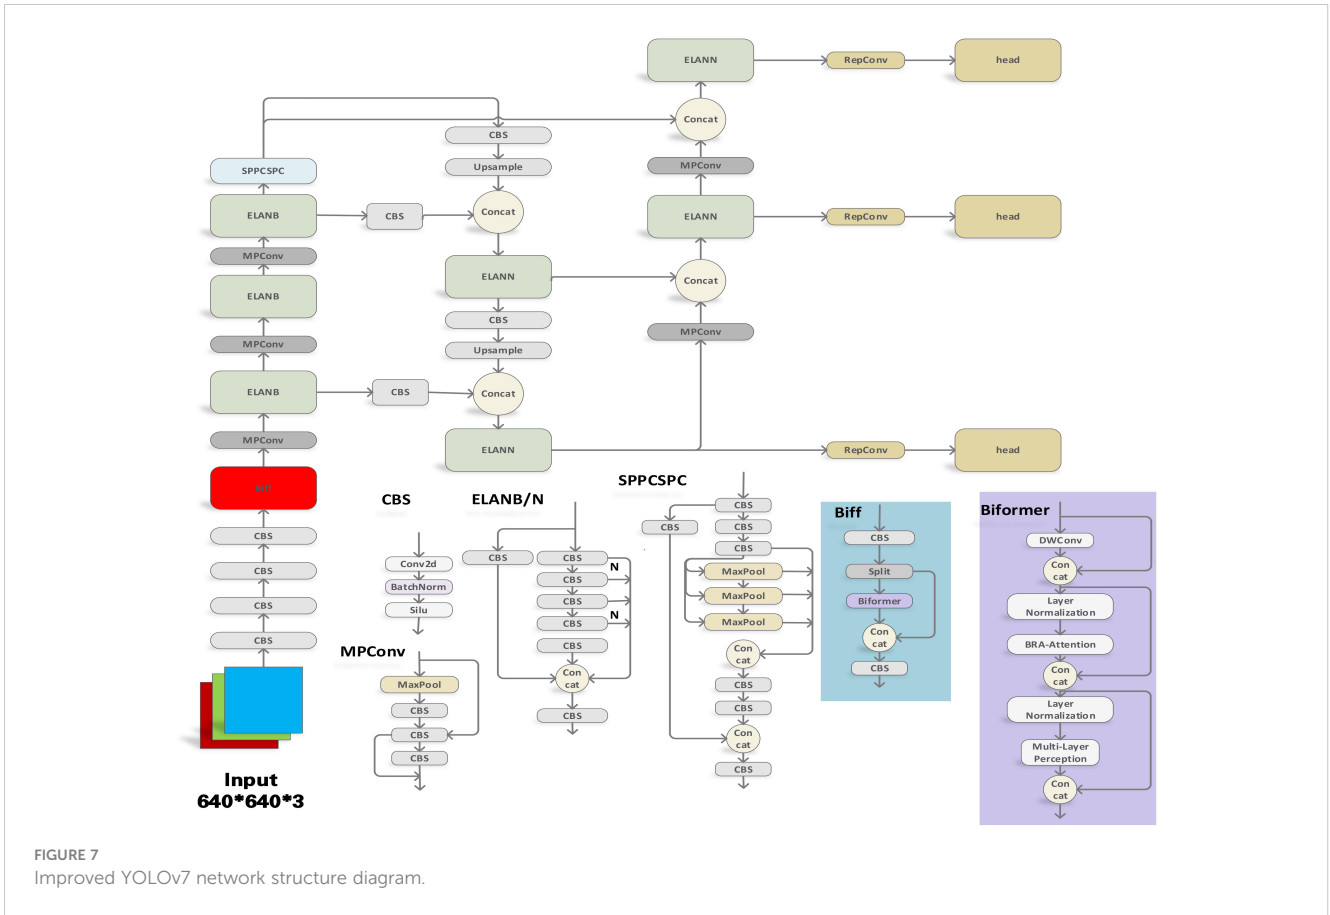 ELANN
RepConv
head
Concat
CBS
Upsample
MPConv
SPPCSPC
ELANB
CBS
Concat
ELANN
RepConv
head
MPConv
ELANB
ELANN
Concat
CBS
MPConv
MPConv
Upsample
ELANB
CBS
Concat
MPConv
ELANN
RepConv
head
CBS
CBS
CBS
CBS
Input
640*640*3
CBS
Conv2d
BatchNorm
Silu
MPConv
MaxPool
CBS
CBS
CBS
ELANB/N
CBS
CBS
N
CBS
CBS
N
CBS
CBS
Con
cat
CBS
SPPCSPC
CBS
CBS
CBS
CBS
MaxPool
MaxPool
MaxPool
Con
cat
CBS
CBS
Con
cat
CBS
Biff
CBS
Split
Biformer
Con
cat
CBS
Biformer
DWConv
Con
cat
Layer
Normalization
BRA-Attention
Con
cat
Layer
Normalization
Multi-Layer
Perception
Con
cat
FIGURE 7
Improved YOLOv7 network structure diagram.